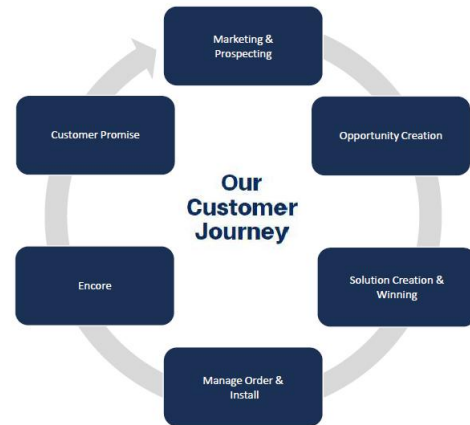 Marketing &
Prospecting
Opportunity Creation
Solution Creation &
Winning
Manage Order &
Install
Encore
Customer Promise
Our
Customer
Journey